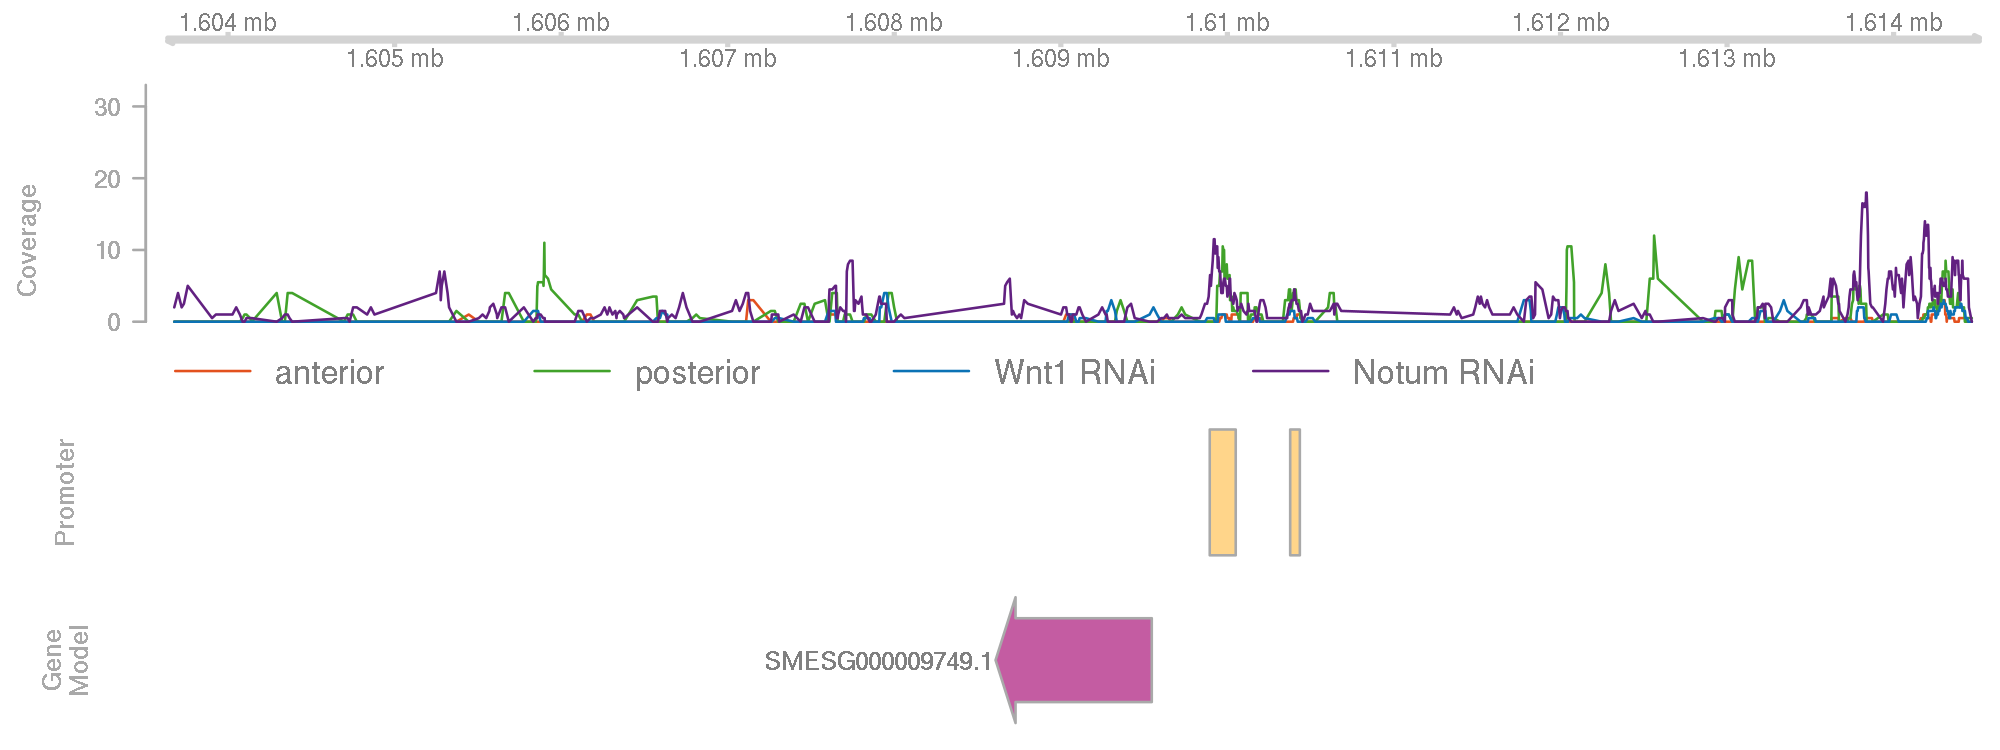 1.604 mb 1.606 mb 1.608 mb 1.61 mb 1.612 mb 1.614 mb
1.605 mb 1.607 mb 1.609 mb 1.611 mb 1.613 mb
30
20
10
0
Coverage
anterior posterior Wnt1 RNAi Notum RNAi
Promoter
Gene
Model
SMESG000009749.1